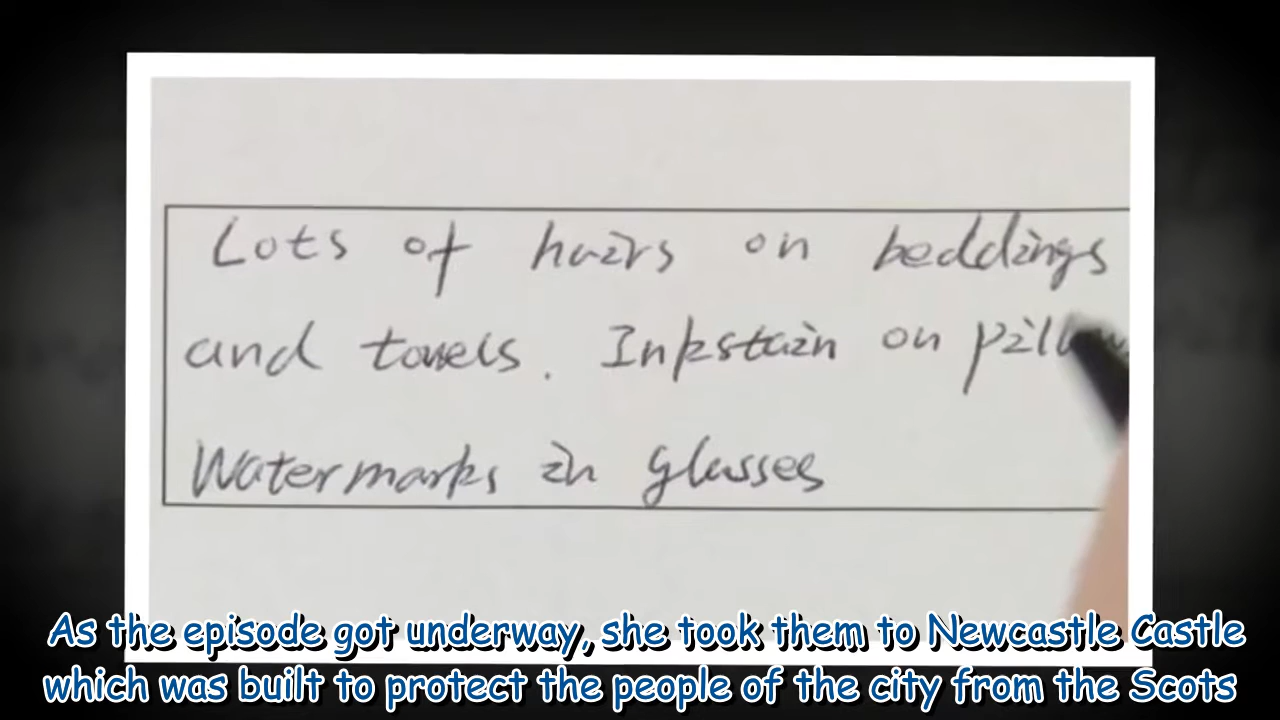 Lots of hairs on beddings
and towels. Inkstain on
Watermarks in glasses
As the episode got underway, she took them to Newcastle Castle
which was built to protect the people of the city from the Scots